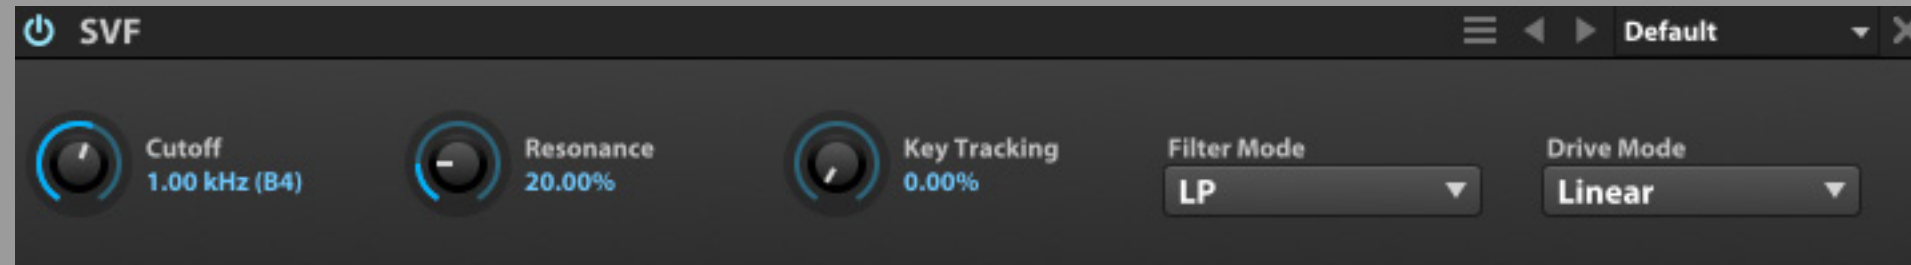 SVF
Default
Cutoff
1.00 kHz (B4)
Resonance
20.00%
Key Tracking
0.00%
Filter Mode
LP
Drive Mode
Linear